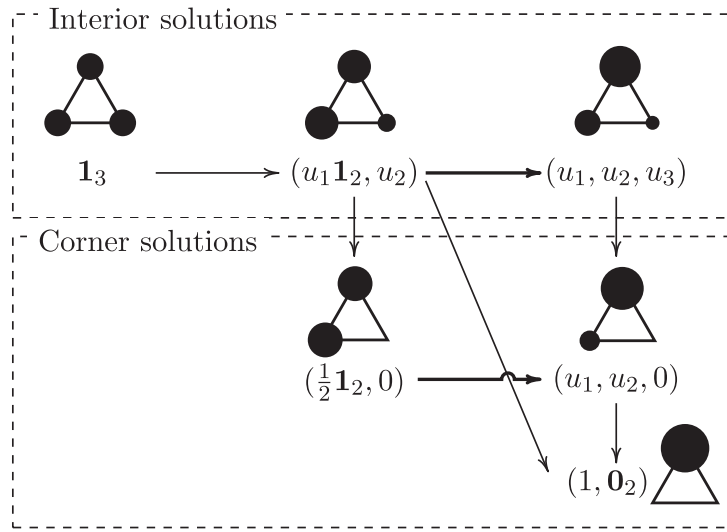 Interior solutions
𝟏₃
(u₁𝟏₂, u₂)
(u₁, u₂, u₃)
Corner solutions
(½𝟏₂, 0)
(u₁, u₂, 0)
(1, 𝟎₂)